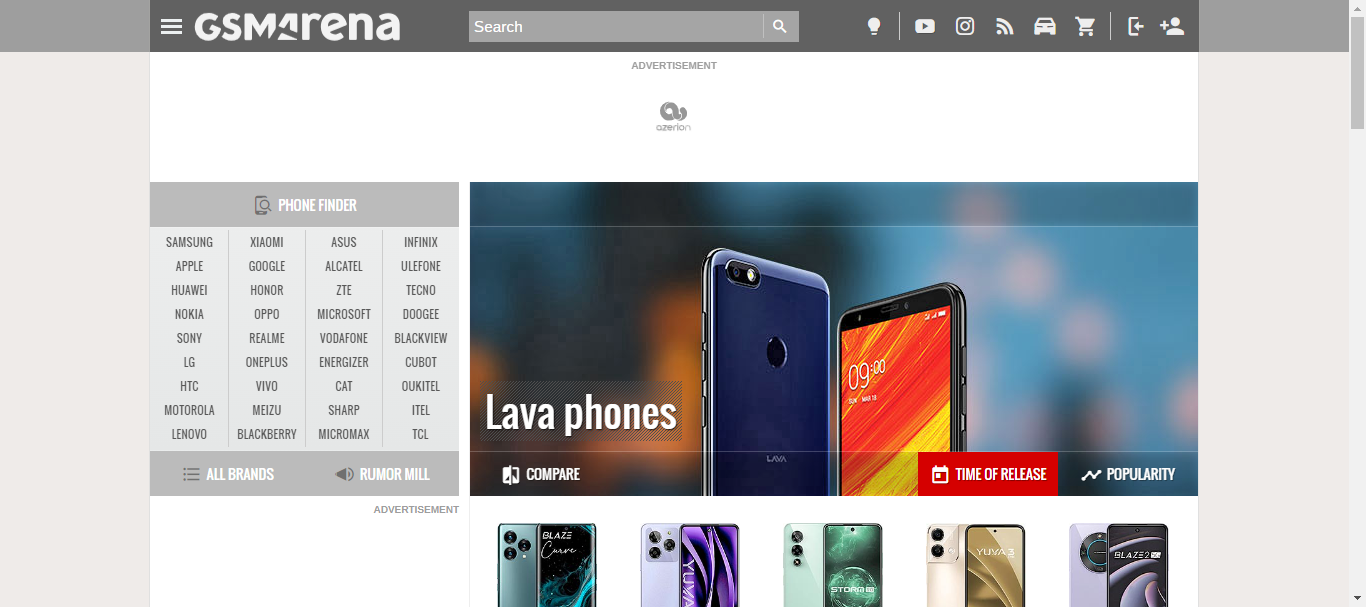 GSMArena
Search
ADVERTISEMENT
azerion
PHONE FINDER
SAMSUNG XIAOMI ASUS INFINIX
APPLE GOOGLE ALCATEL ULEFONE
HUAWEI HONOR ZTE TECNO
NOKIA OPPO MICROSOFT DOOGEE
SONY REALME VODAFONE BLACKVIEW
LG ONEPLUS ENERGIZER CUBOT
HTC VIVO CAT OUKITEL
MOTOROLA MEIZU SHARP ITEL
LENOVO BLACKBERRY MICROMAX TCL
ALL BRANDS RUMOR MILL
ADVERTISEMENT
09:00
SUN, MAR 18
Lava phones
LAVA
COMPARE TIME OF RELEASE POPULARITY
BLAZE
Curve
YUVA
STORM
YUVA 3
BLAZE 2